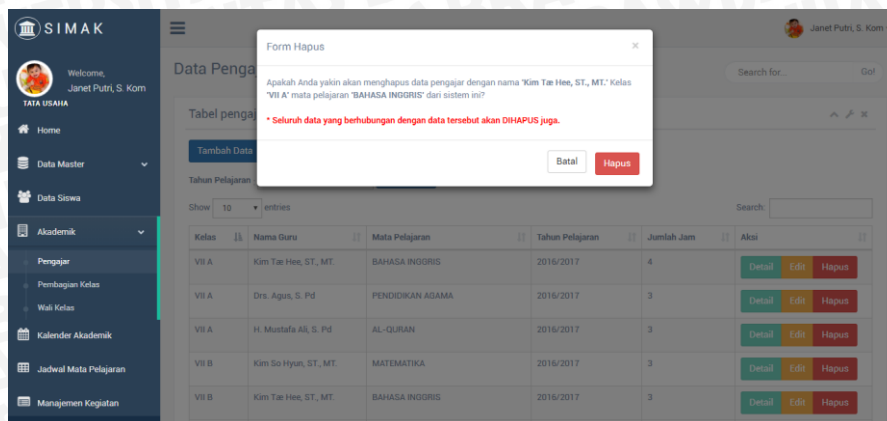 SIMAK
Janet Putri, S. Kom
Welcome,
Janet Putri, S. Kom
TATA USAHA
Home
Data Master
Data Siswa
Akademik
Pengajar
Pembagian Kelas
Wali Kelas
Kalender Akademik
Jadwal Mata Pelajaran
Manajemen Kegiatan
Form Hapus ×
Apakah Anda yakin akan menghapus data pengajar dengan nama 'Kim Tæ Hee, ST., MT.' Kelas
'VII A' mata pelajaran 'BAHASA INGGRIS' dari sistem ini?
* Seluruh data yang berhubungan dengan data tersebut akan DIHAPUS juga.
Batal Hapus
Data Penga
Search for... Go!
Tabel pengaj
Tambah Data
Tahun Pelajaran
Show 10 entries Search:
Kelas Nama Guru Mata Pelajaran Tahun Pelajaran Jumlah Jam Aksi
VII A Kim Tæ Hee, ST., MT. BAHASA INGGRIS 2016/2017 4 Detail Edit Hapus
VII A Drs. Agus, S. Pd PENDIDIKAN AGAMA 2016/2017 3 Detail Edit Hapus
VII A H. Mustafa Ali, S. Pd AL-QURAN 2016/2017 3 Detail Edit Hapus
VII B Kim So Hyun, ST., MT. MATEMATIKA 2016/2017 3 Detail Edit Hapus
VII B Kim Tæ Hee, ST., MT. BAHASA INGGRIS 2016/2017 3 Detail Edit Hapus